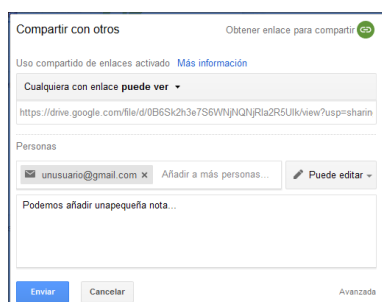 Compartir con otros
Obtener enlace para compartir
Uso compartido de enlaces activado Más información
Cualquiera con enlace puede ver
https://drive.google.com/file/d/0B6Sk2h3e7S6WNjNQNjRla2R5Ulk/view?usp=sharin
Personas
unusuario@gmail.com × Añadir a más personas...
Puede editar
Podemos añadir unapequeña nota...
Enviar
Cancelar
Avanzada